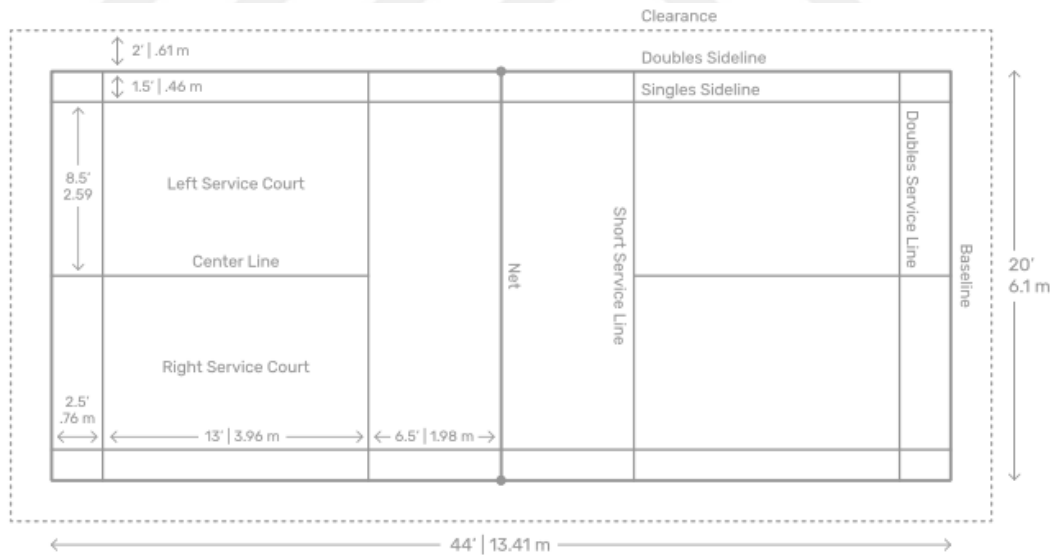 Clearance
2' | .61 m
Doubles Sideline
1.5' | .46 m
Singles Sideline
8.5'
2.59
Left Service Court
Center Line
Net
Short Service Line
Doubles Service Line
Baseline
20'
6.1 m
Right Service Court
2.5'
.76 m
13' | 3.96 m
6.5' | 1.98 m
44' | 13.41 m